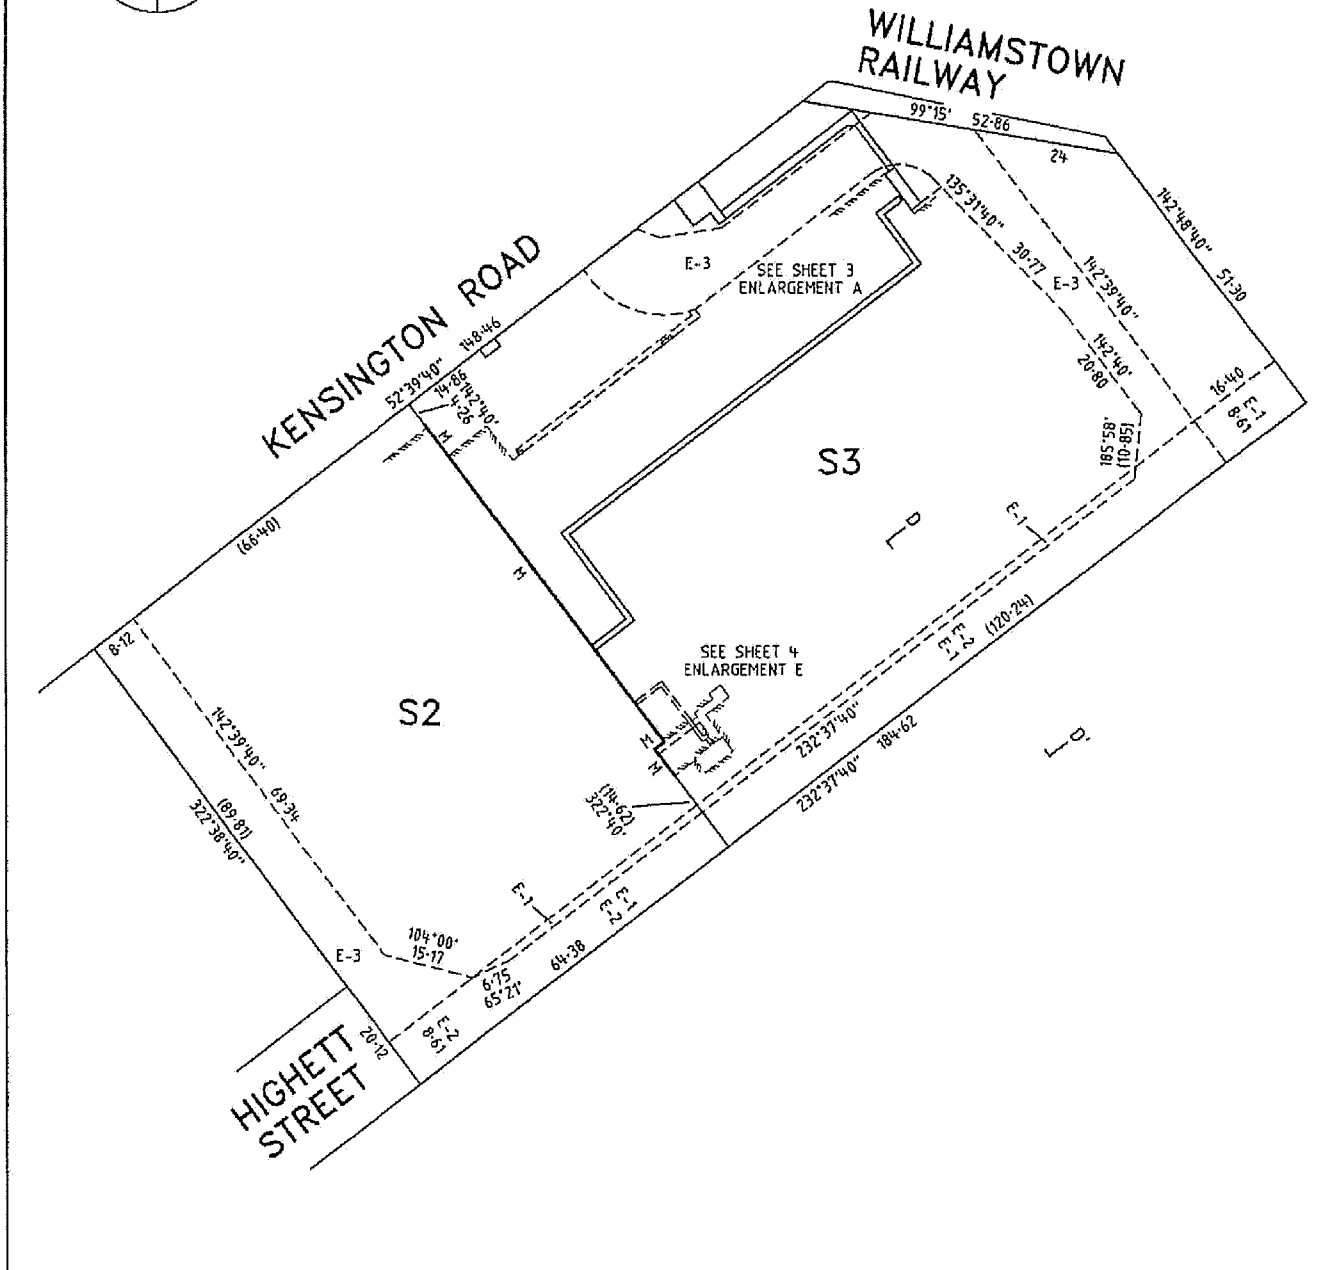 WILLIAMSTOWN
RAILWAY
99°15' 52·86
24
135°31'40"
30·77
142°48'40" 51·30
142°39'40"
E-3
142°40'
20·80
KENSINGTON ROAD
E-3
SEE SHEET 3
ENLARGEMENT A
52°39'40" 148·46
14·86
142°40'
4·26
M
16·40
E-1
8·61
S3
185°58'
(10·85)
D
E-1
(66·40)
M
8·12
SEE SHEET 4
ENLARGEMENT E
E-2
E-1
(120·24)
S2
142°39'40"
69·34
M
M
232°37'40" 184·62
232°37'40"
D'
(89·81)
322°38'40"
(14·62)
322°40'
E-1
E-1
E-2
104°00'
15·17
E-3
64·38
6·75
65°21'
E-2
8·61
20·12
HIGHETT
STREET